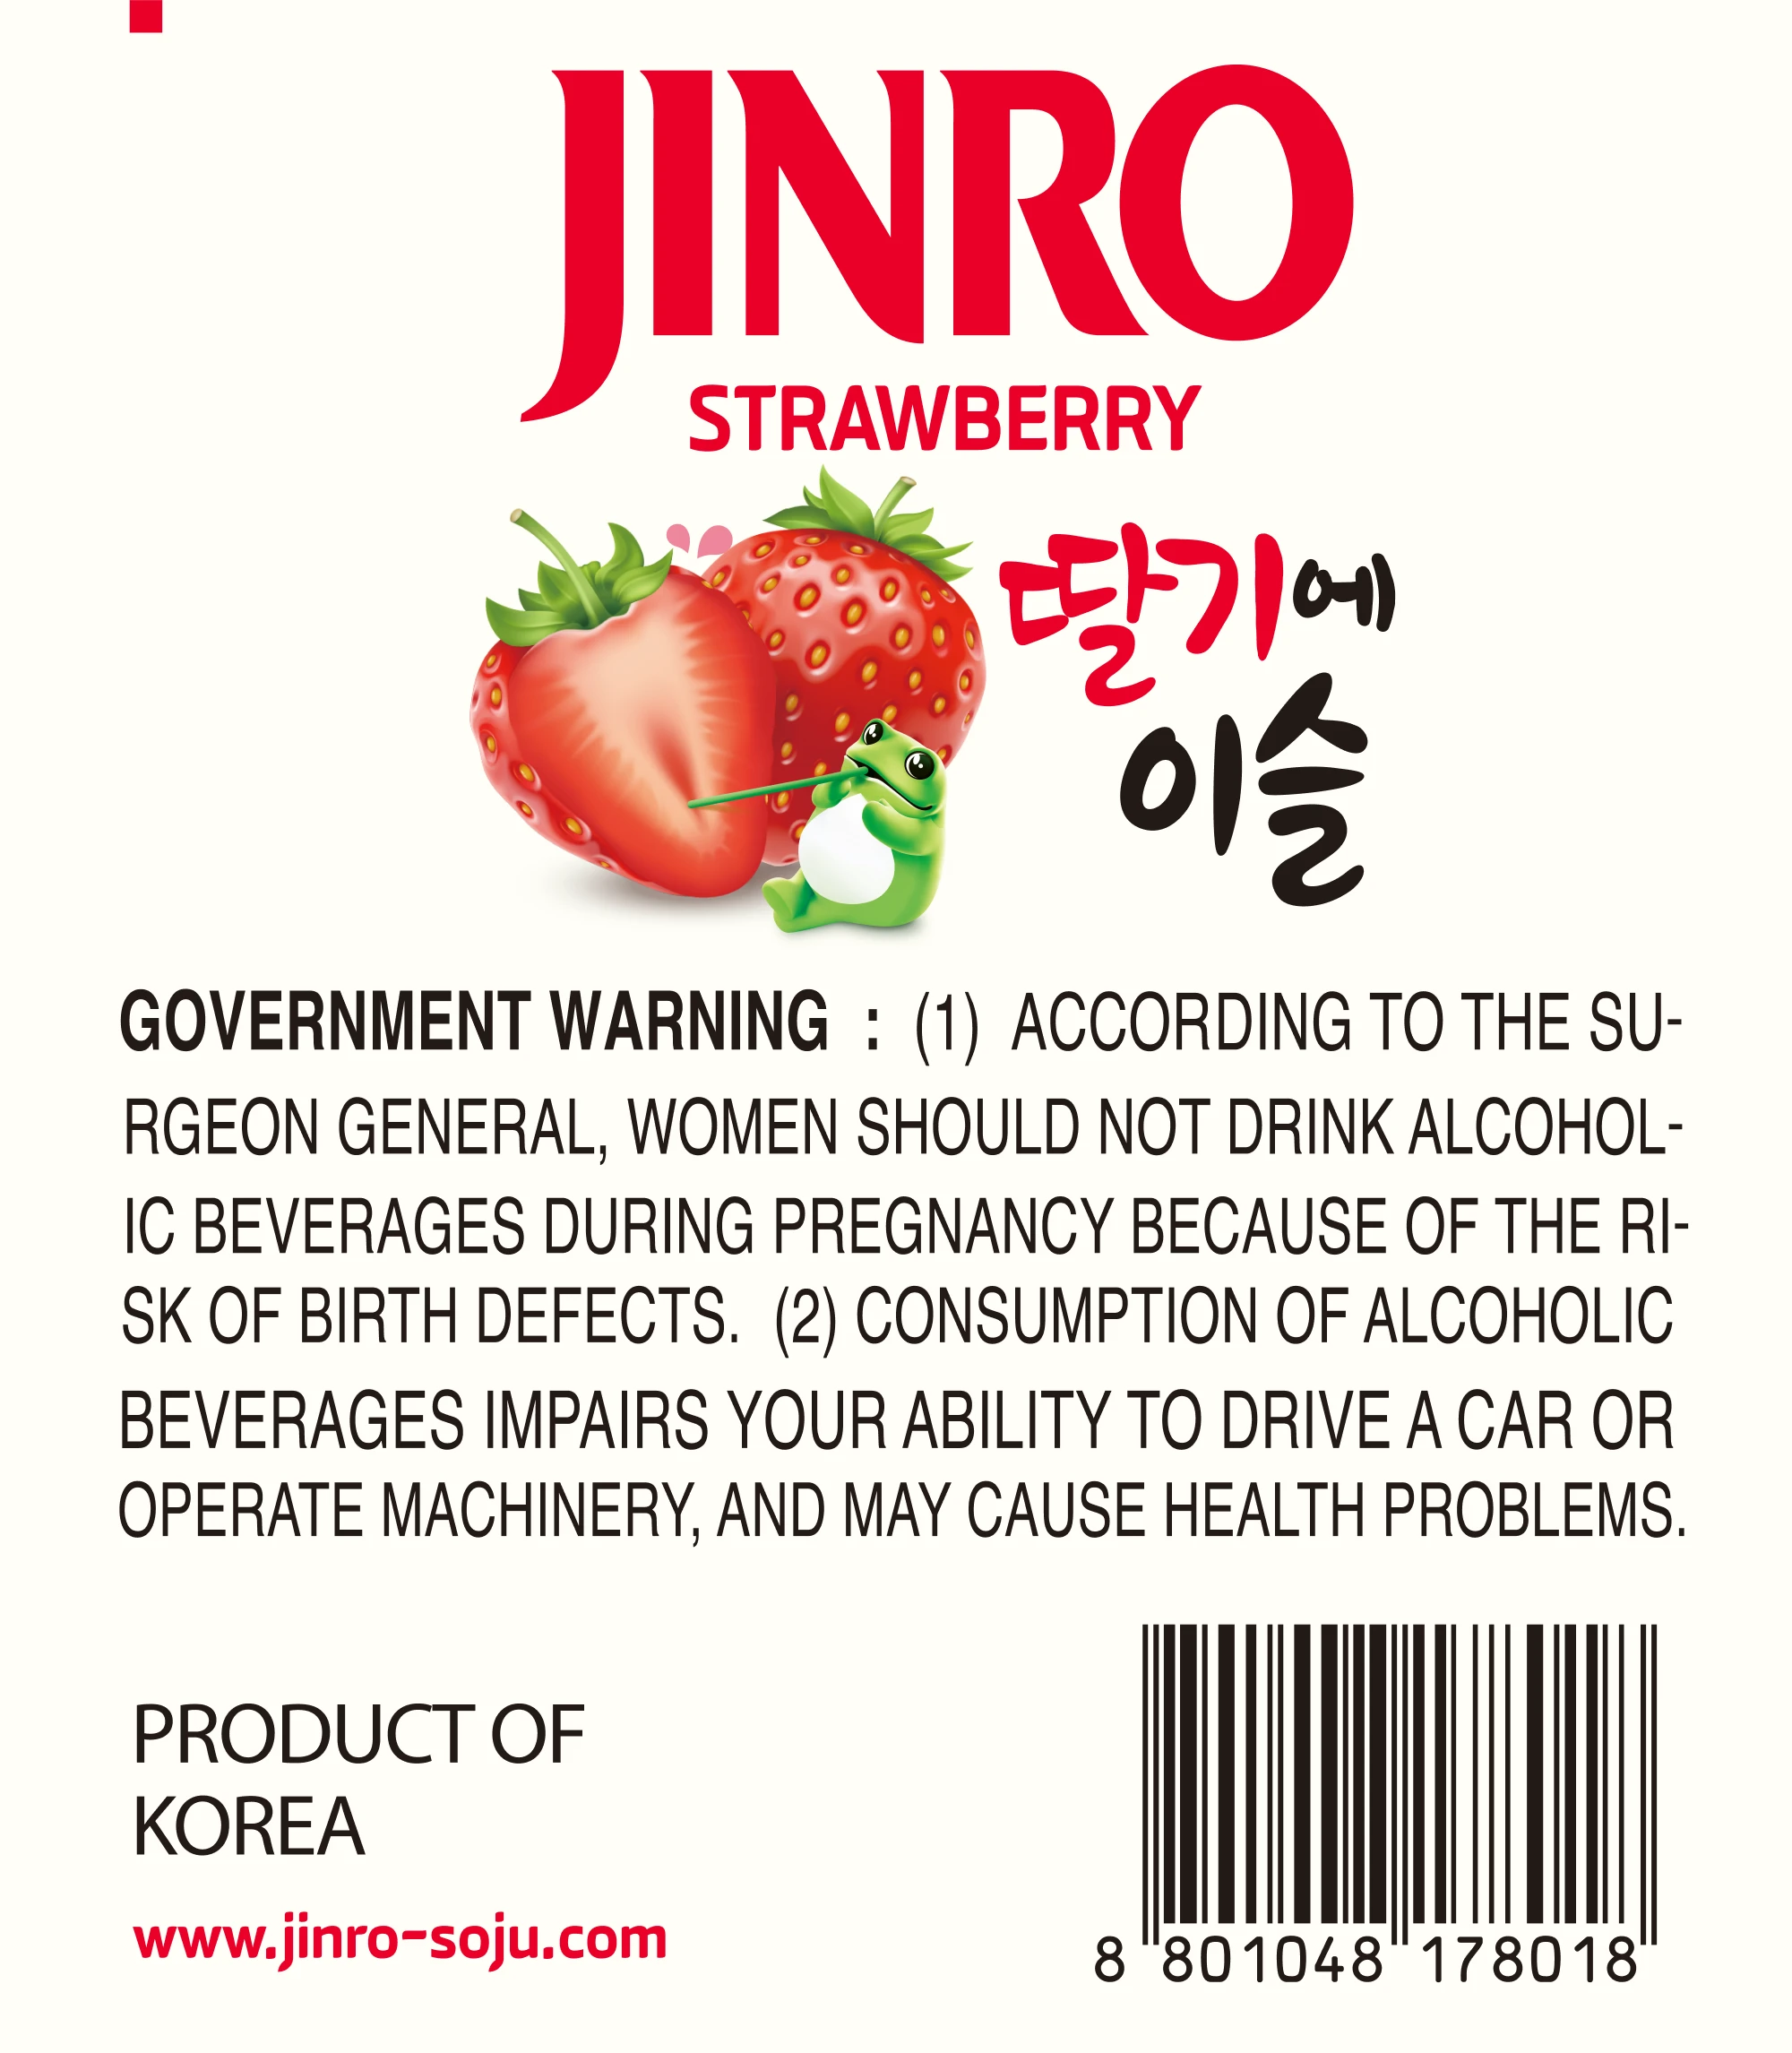 JINRO
STRAWBERRY
딸기에
이슬
GOVERNMENT WARNING : (1) ACCORDING TO THE SU-
RGEON GENERAL, WOMEN SHOULD NOT DRINK ALCOHOL-
IC BEVERAGES DURING PREGNANCY BECAUSE OF THE RI-
SK OF BIRTH DEFECTS. (2) CONSUMPTION OF ALCOHOLIC
BEVERAGES IMPAIRS YOUR ABILITY TO DRIVE A CAR OR
OPERATE MACHINERY, AND MAY CAUSE HEALTH PROBLEMS.
PRODUCT OF
KOREA
www.jinro-soju.com
8 801048 178018